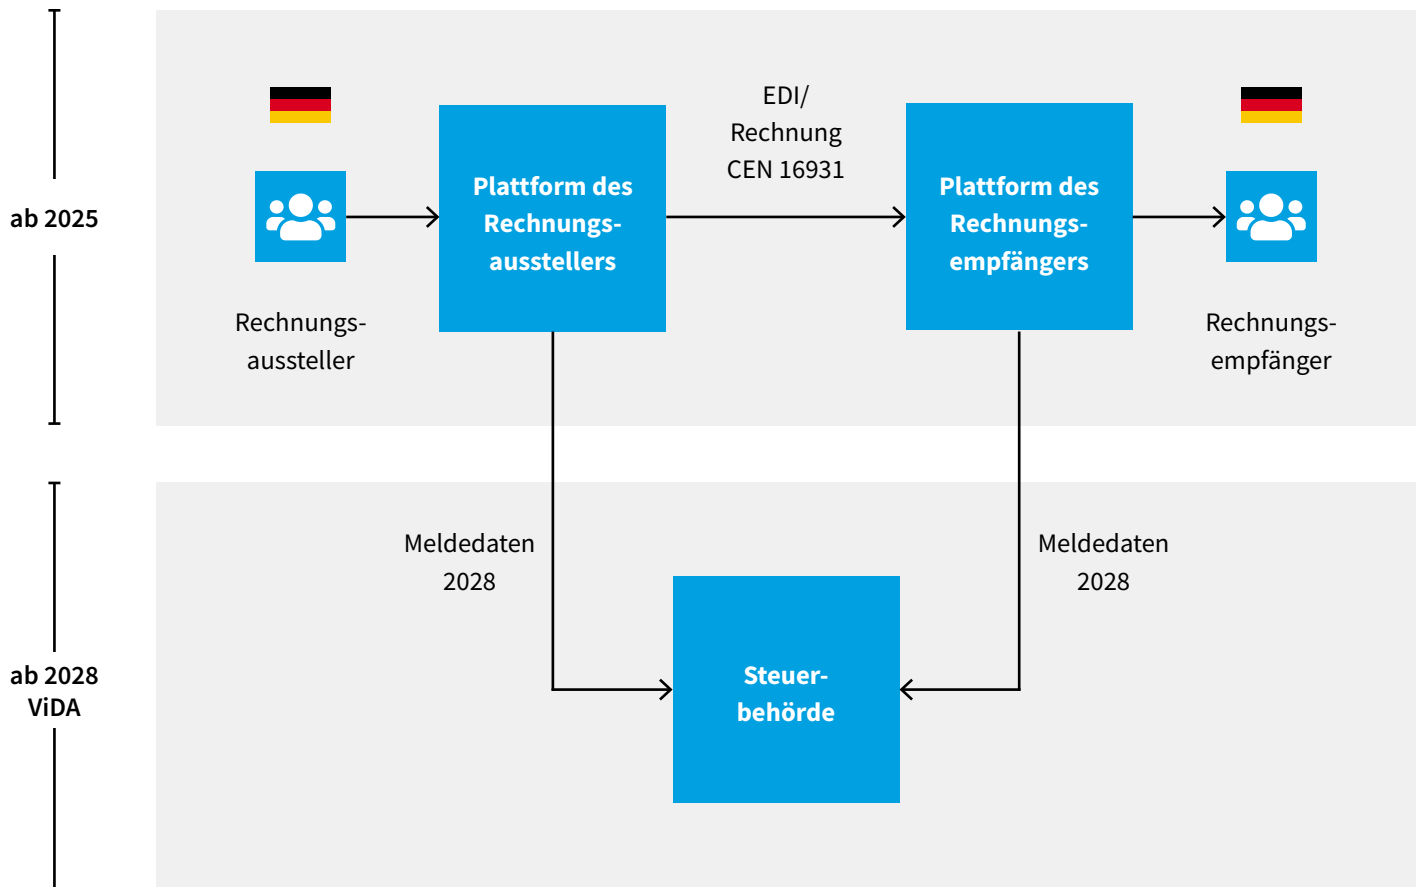 EDI/
Rechnung
CEN 16931
Plattform des
Rechnungs-
ausstellers
Plattform des
Rechnungs-
empfängers
ab 2025
Rechnungs-
aussteller
Rechnungs-
empfänger
Meldedaten
2028
Meldedaten
2028
ab 2028
ViDA
Steuer-
behörde